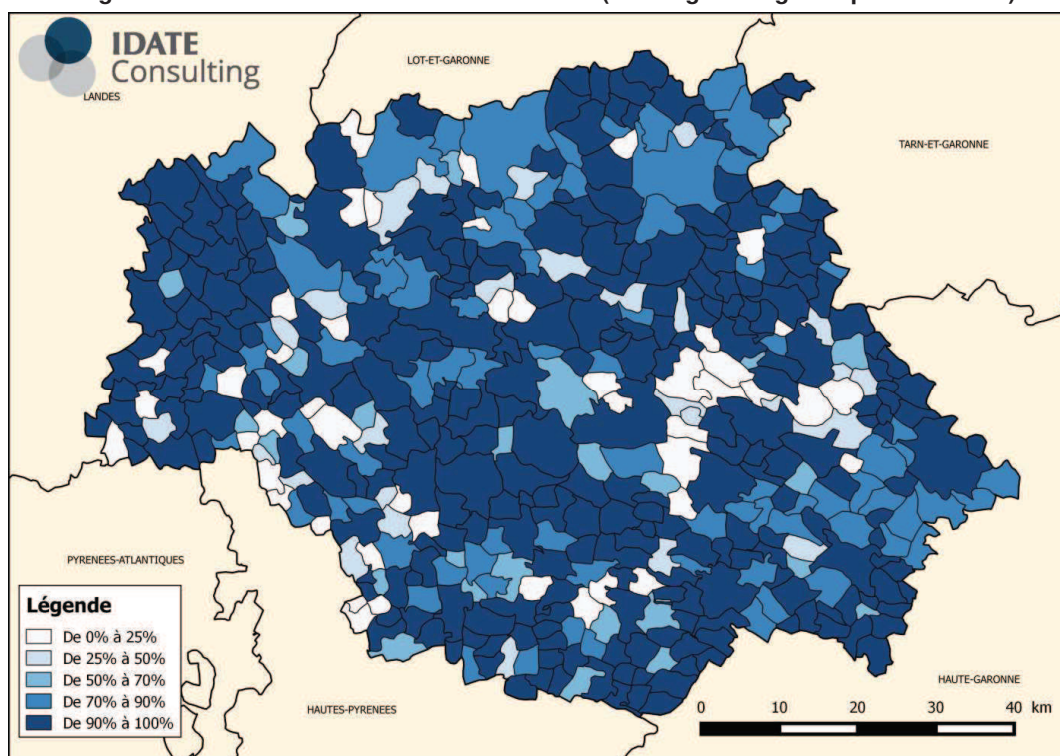 IDATE
Consulting
LANDES
LOT-ET-GARONNE
TARN-ET-GARONNE
PYRENEES-ATLANTIQUES
HAUTES-PYRENEES
HAUTE-GARONNE
Légende
De 0% à 25%
De 25% à 50%
De 50% à 70%
De 70% à 90%
De 90% à 100%
0 10 20 30 40 km